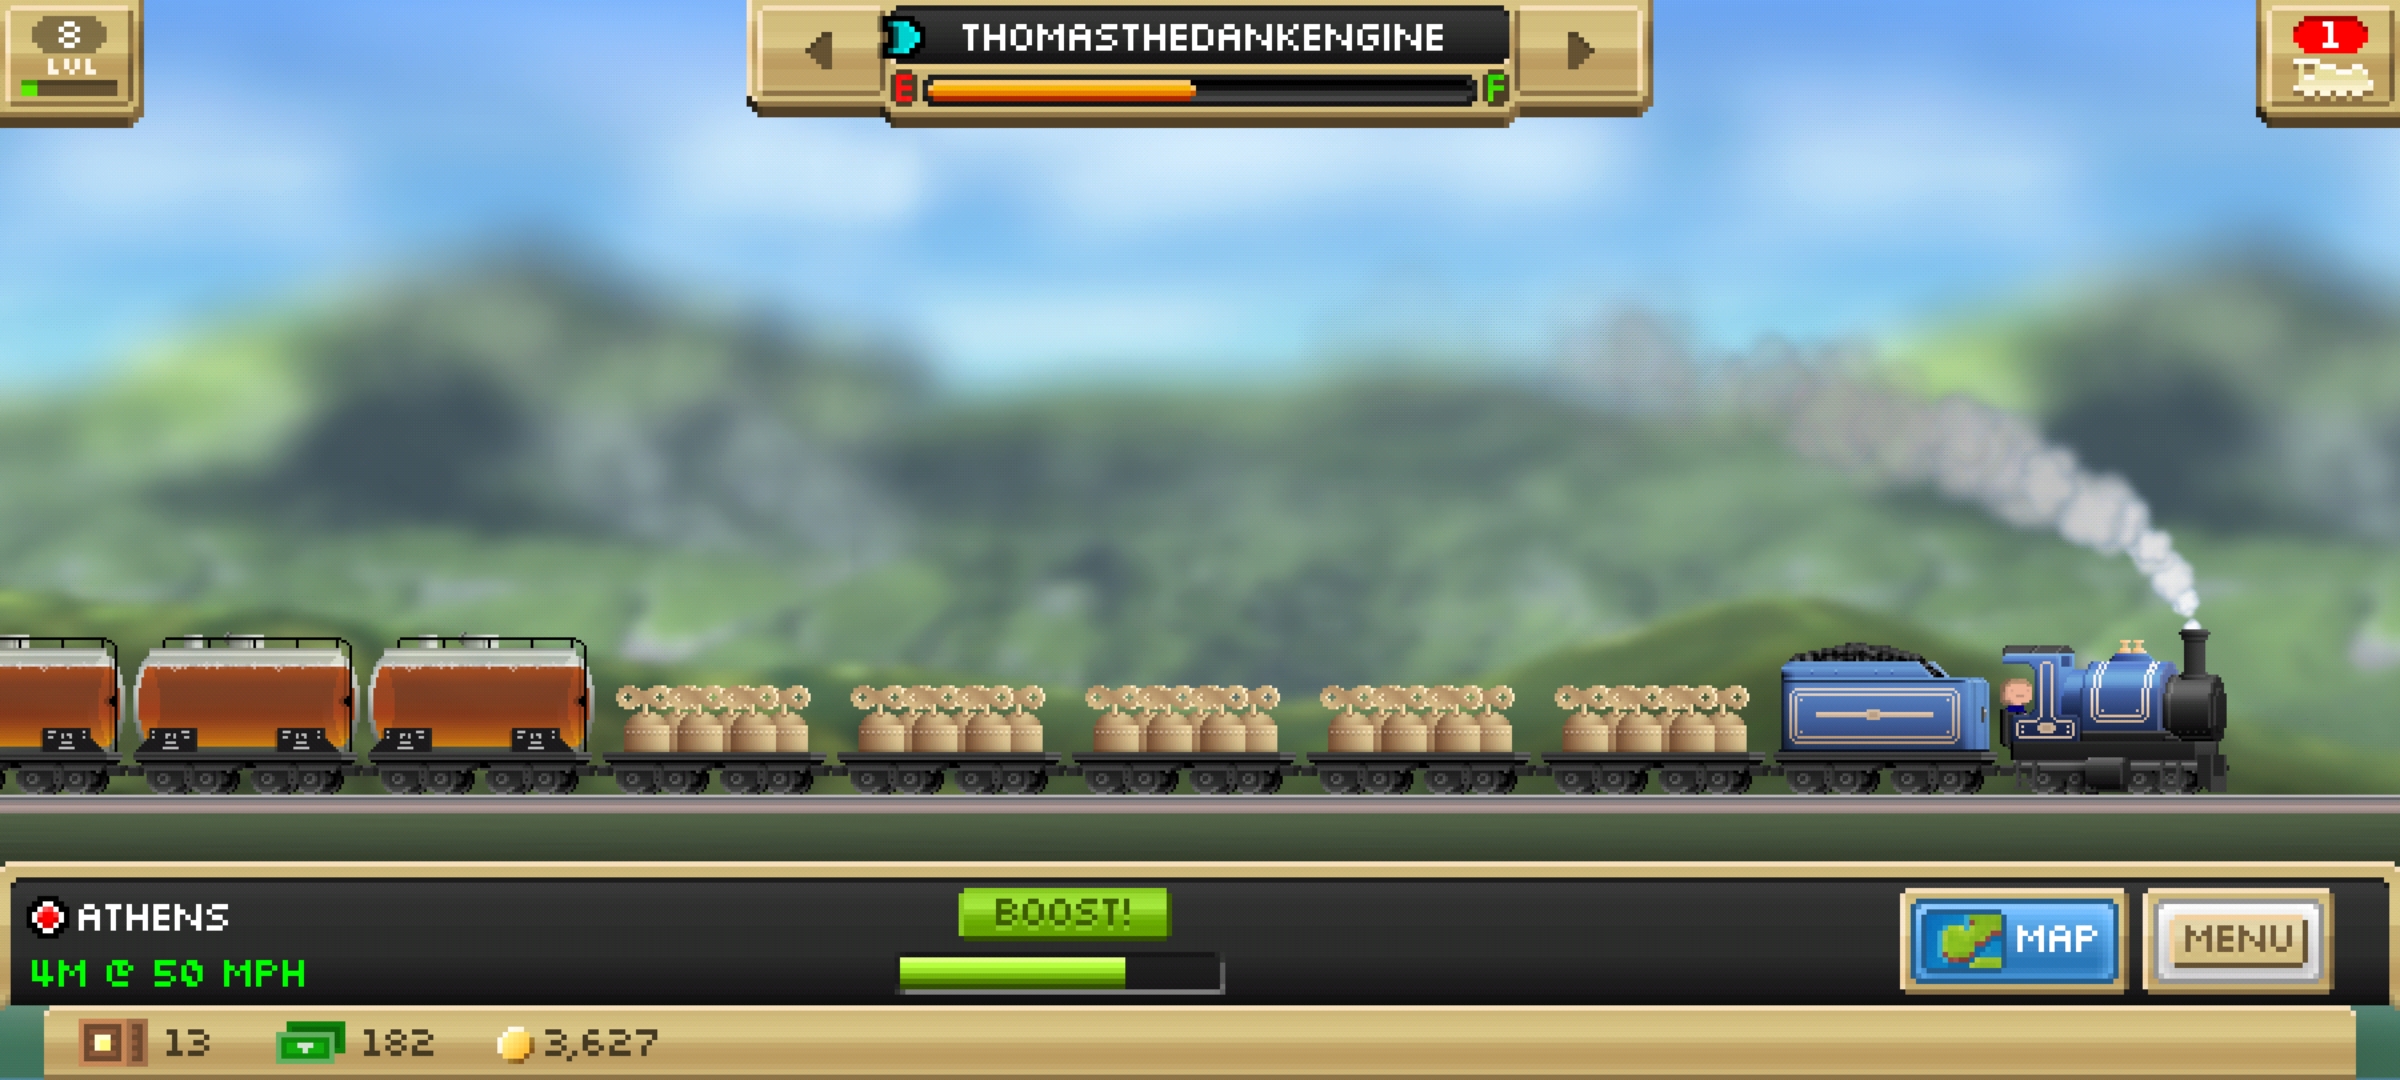 8
LVL
THOMASTHEDANKENGINE
E F
1
ATHENS
4M @ 50 MPH
BOOST!
MAP
MENU
13 182 3,627